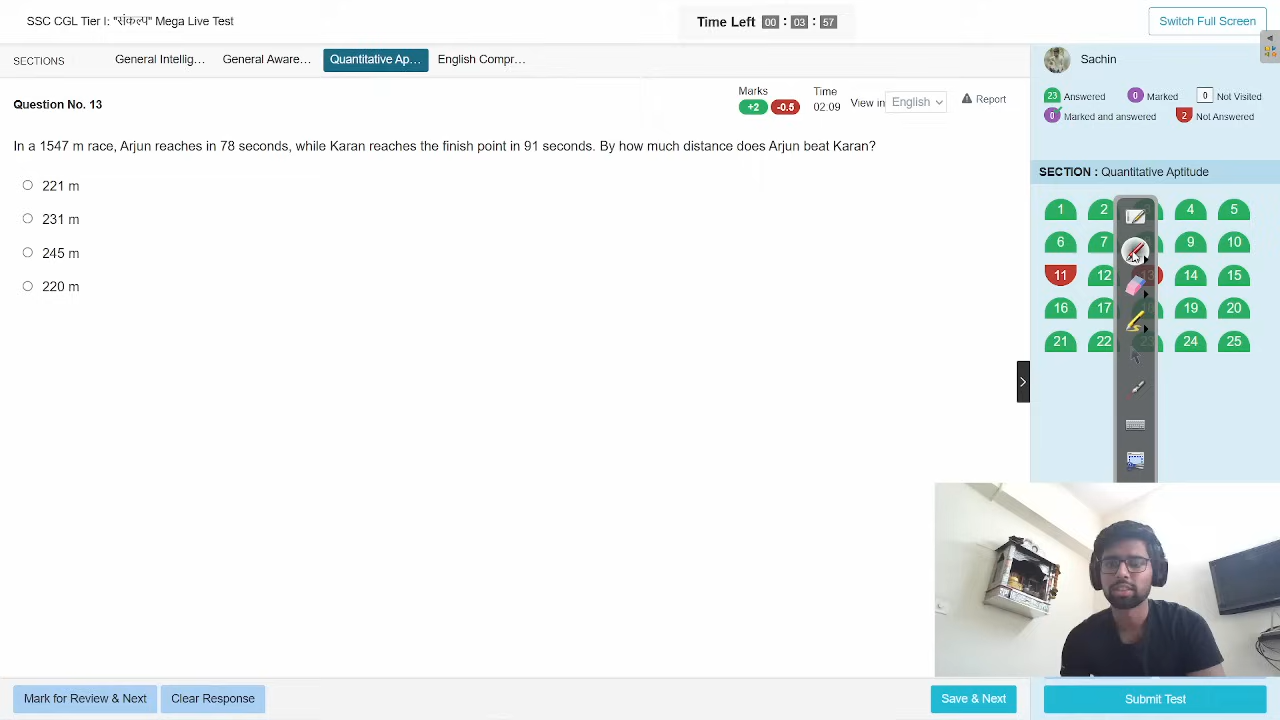 SSC CGL Tier I: "संकल्प" Mega Live Test
Time Left 00 : 03 : 57
Switch Full Screen
SECTIONS
General Intellig...
General Aware...
Quantitative Ap...
English Compr...
Sachin
Question No. 13
Marks
+2 -0.5
Time
02:09
View in English
Report
23 Answered
0 Marked
0 Not Visited
0 Marked and answered
2 Not Answered
In a 1547 m race, Arjun reaches in 78 seconds, while Karan reaches the finish point in 91 seconds. By how much distance does Arjun beat Karan?
221 m
231 m
245 m
220 m
SECTION : Quantitative Aptitude
1 2 4 5
6 7 9 10
11 12 13 14 15
16 17 19 20
21 22 23 24 25
Mark for Review & Next
Clear Respo
Save & Next
Submit Test